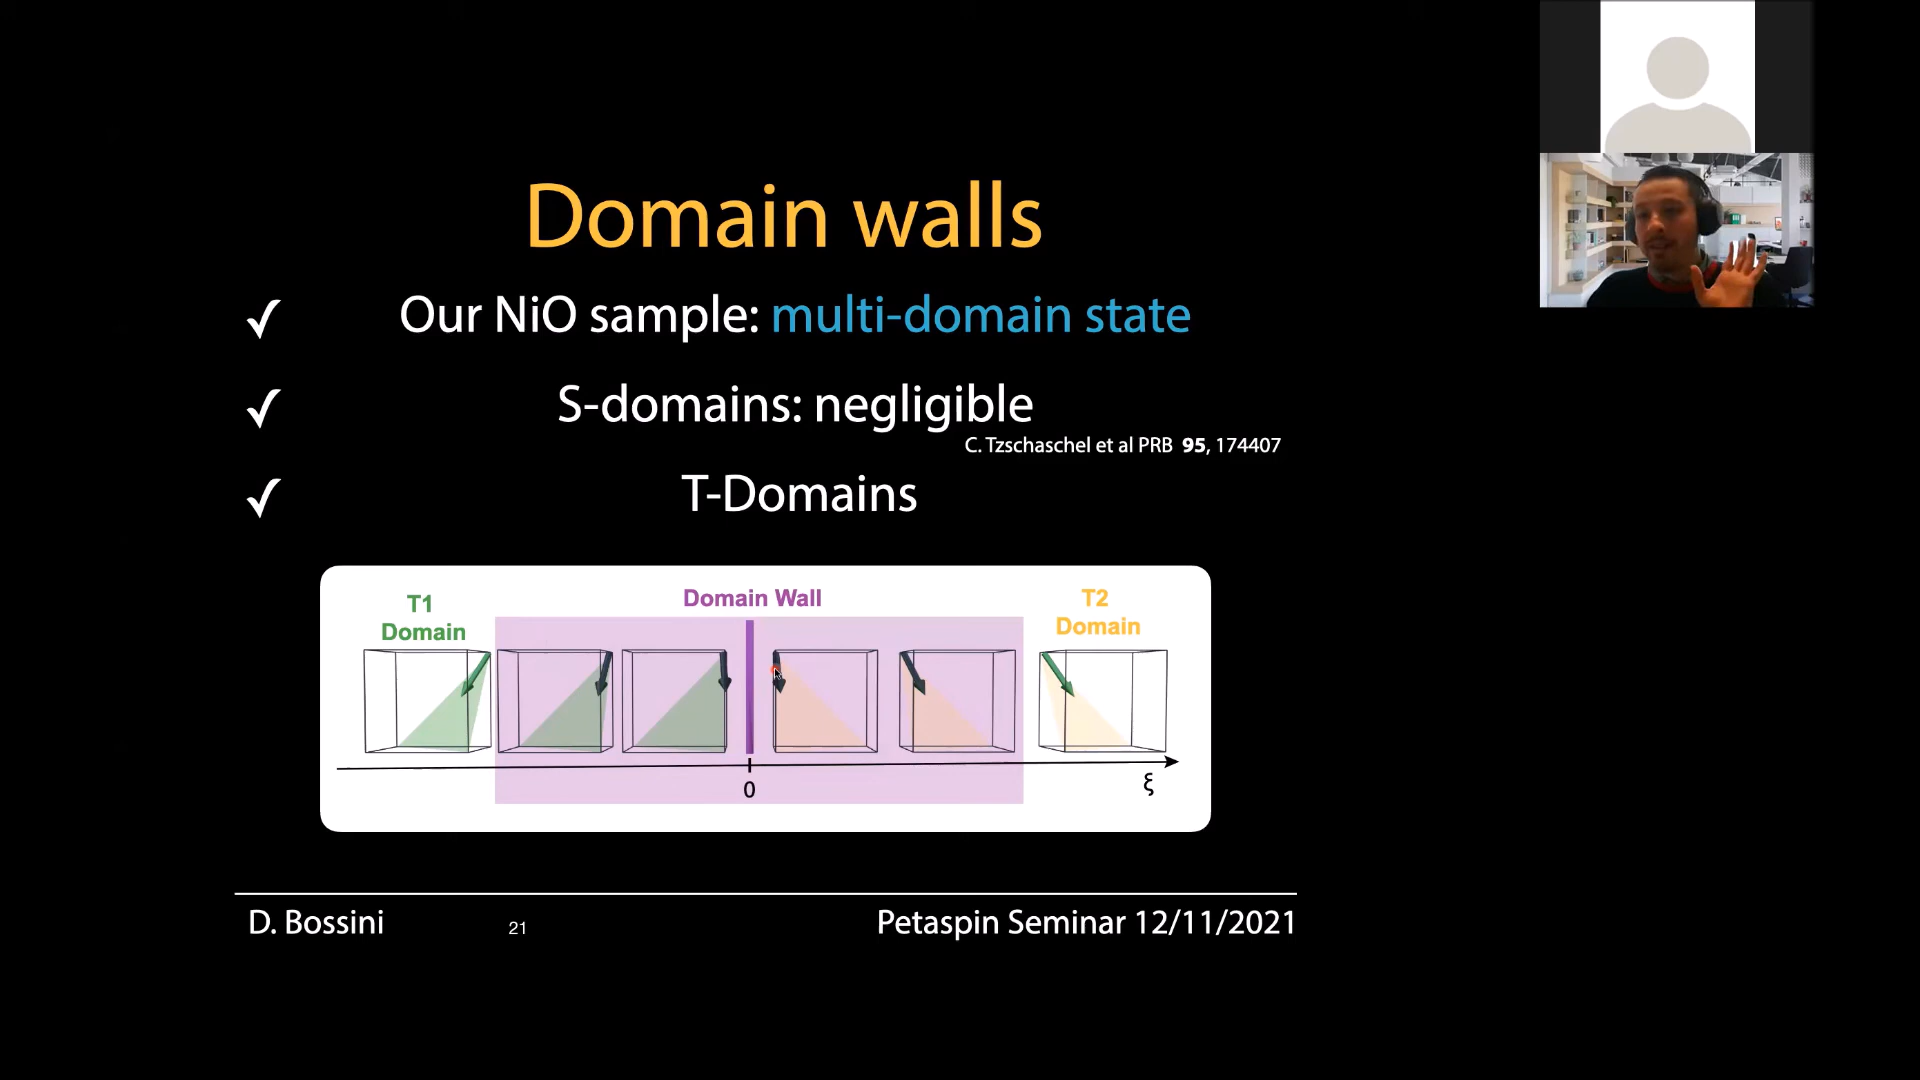 Domain walls
✓ Our NiO sample: multi-domain state
✓ S-domains: negligible
C. Tzschaschel et al PRB 95, 174407
✓ T-Domains
T1
Domain
Domain Wall
T2
Domain
0
ξ
D. Bossini 21 Petaspin Seminar 12/11/2021